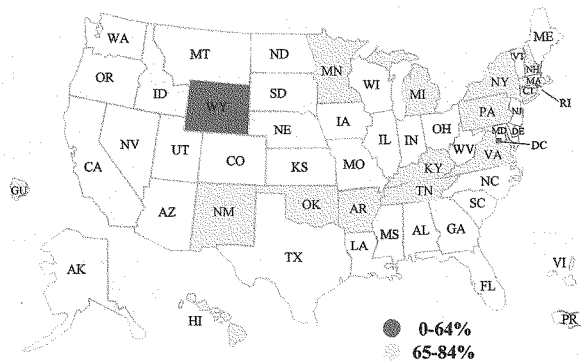 ME
WA
MT
ND
VT
MN
NH
OR
NY
MA
WI
ID
SD
MI
CT
WY
RI
PA
IA
NJ
NE
OH
MD
DE
NV
IL
IN
UT
WV
DC
CO
VA
CA
KS
MO
KY
NC
GU
TN
OK
AZ
NM
AR
SC
MS
AL
GA
TX
LA
AK
VI
FL
HI
PR
0-64%
65-84%